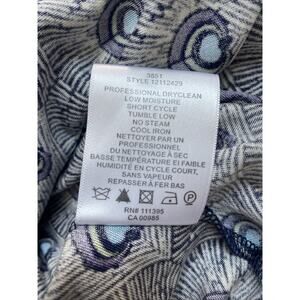 3551
STYLE 12112429
PROFESSIONAL DRYCLEAN
LOW MOISTURE
SHORT CYCLE
TUMBLE LOW
NO STEAM
COOL IRON
NETTOYER PAR UN
PROFESSIONNEL
DU NETTOYAGE À SEC
BASSE TEMPÉRATURE EI FAIBLE
HUMIDITÉ EN CYCLE COURT,
SANS VAPEUR
REPASSER À FER BAS
P
RN# 111395
CA 00985